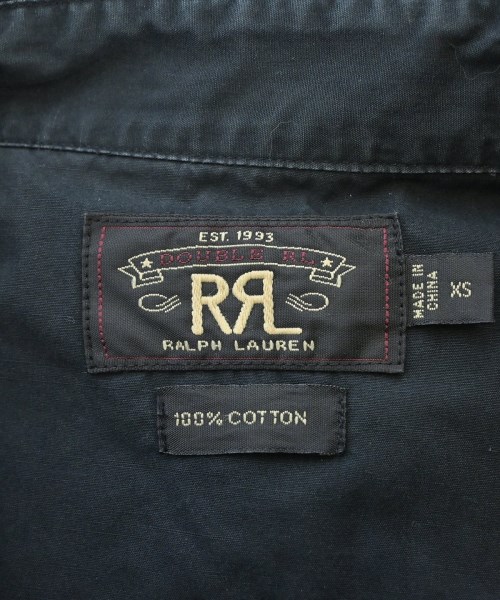 EST. 1993
DOUBLE RL
RRL
RALPH LAUREN
MADE IN
CHINA
XS
100% COTTON